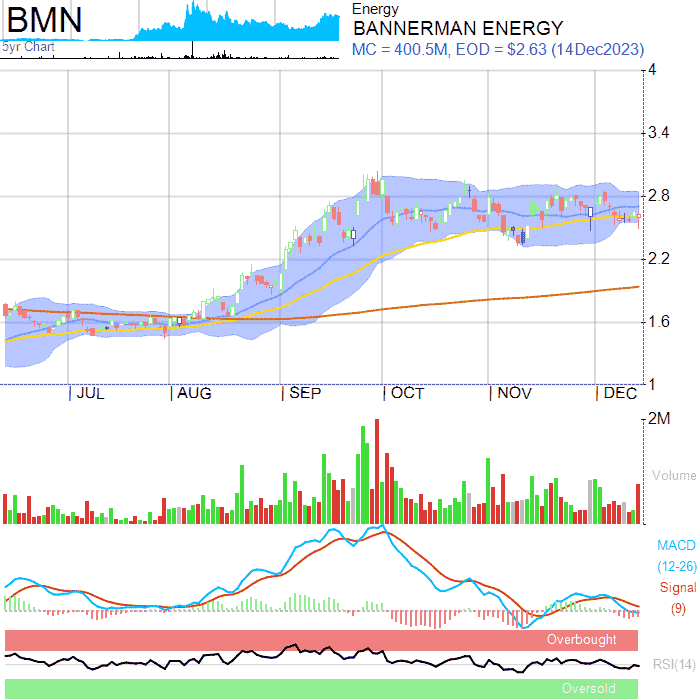 BMN
5yr Chart
Energy
BANNERMAN ENERGY
MC = 400.5M, EOD = $2.63 (14Dec2023)
4
3.4
2.8
2.2
1.6
1
JUL
AUG
SEP
OCT
NOV
DEC
2M
Volume
MACD
(12-26)
Signal
(9)
Overbought
RSI(14)
Oversold